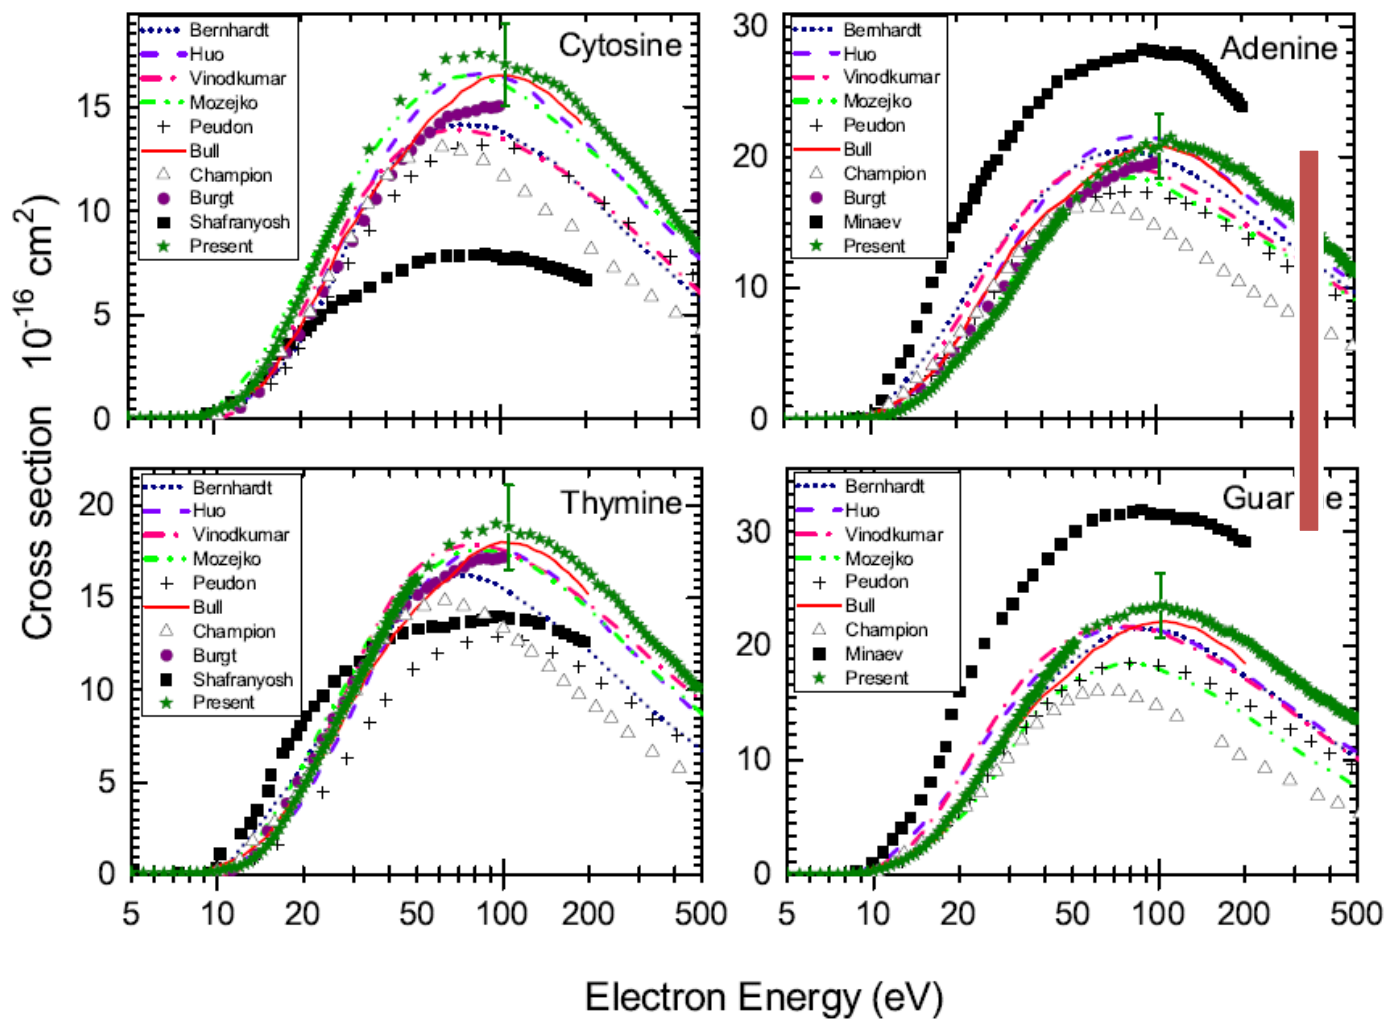 Cross section 10-16 cm2)
Cytosine
Bernhardt
Huo
Vinodkumar
Mozejko
Peudon
Bull
Champion
Burgt
Shafranyosh
Present
15
10
5
0
Adenine
Bernhardt
Huo
Vinodkumar
Mozejko
Peudon
Bull
Champion
Burgt
Minaev
Present
30
20
10
0
Thymine
Bernhardt
Huo
Vinodkumar
Mozejko
Peudon
Bull
Champion
Burgt
Shafranyosh
Present
20
15
10
5
0
5 10 20 50 100 200 500
Bernhardt
Huo
Vinodkumar
Mozejko
Peudon
Bull
Champion
Minaev
Present
30
20
10
0
5 10 20 50 100 200 500
Electron Energy (eV)